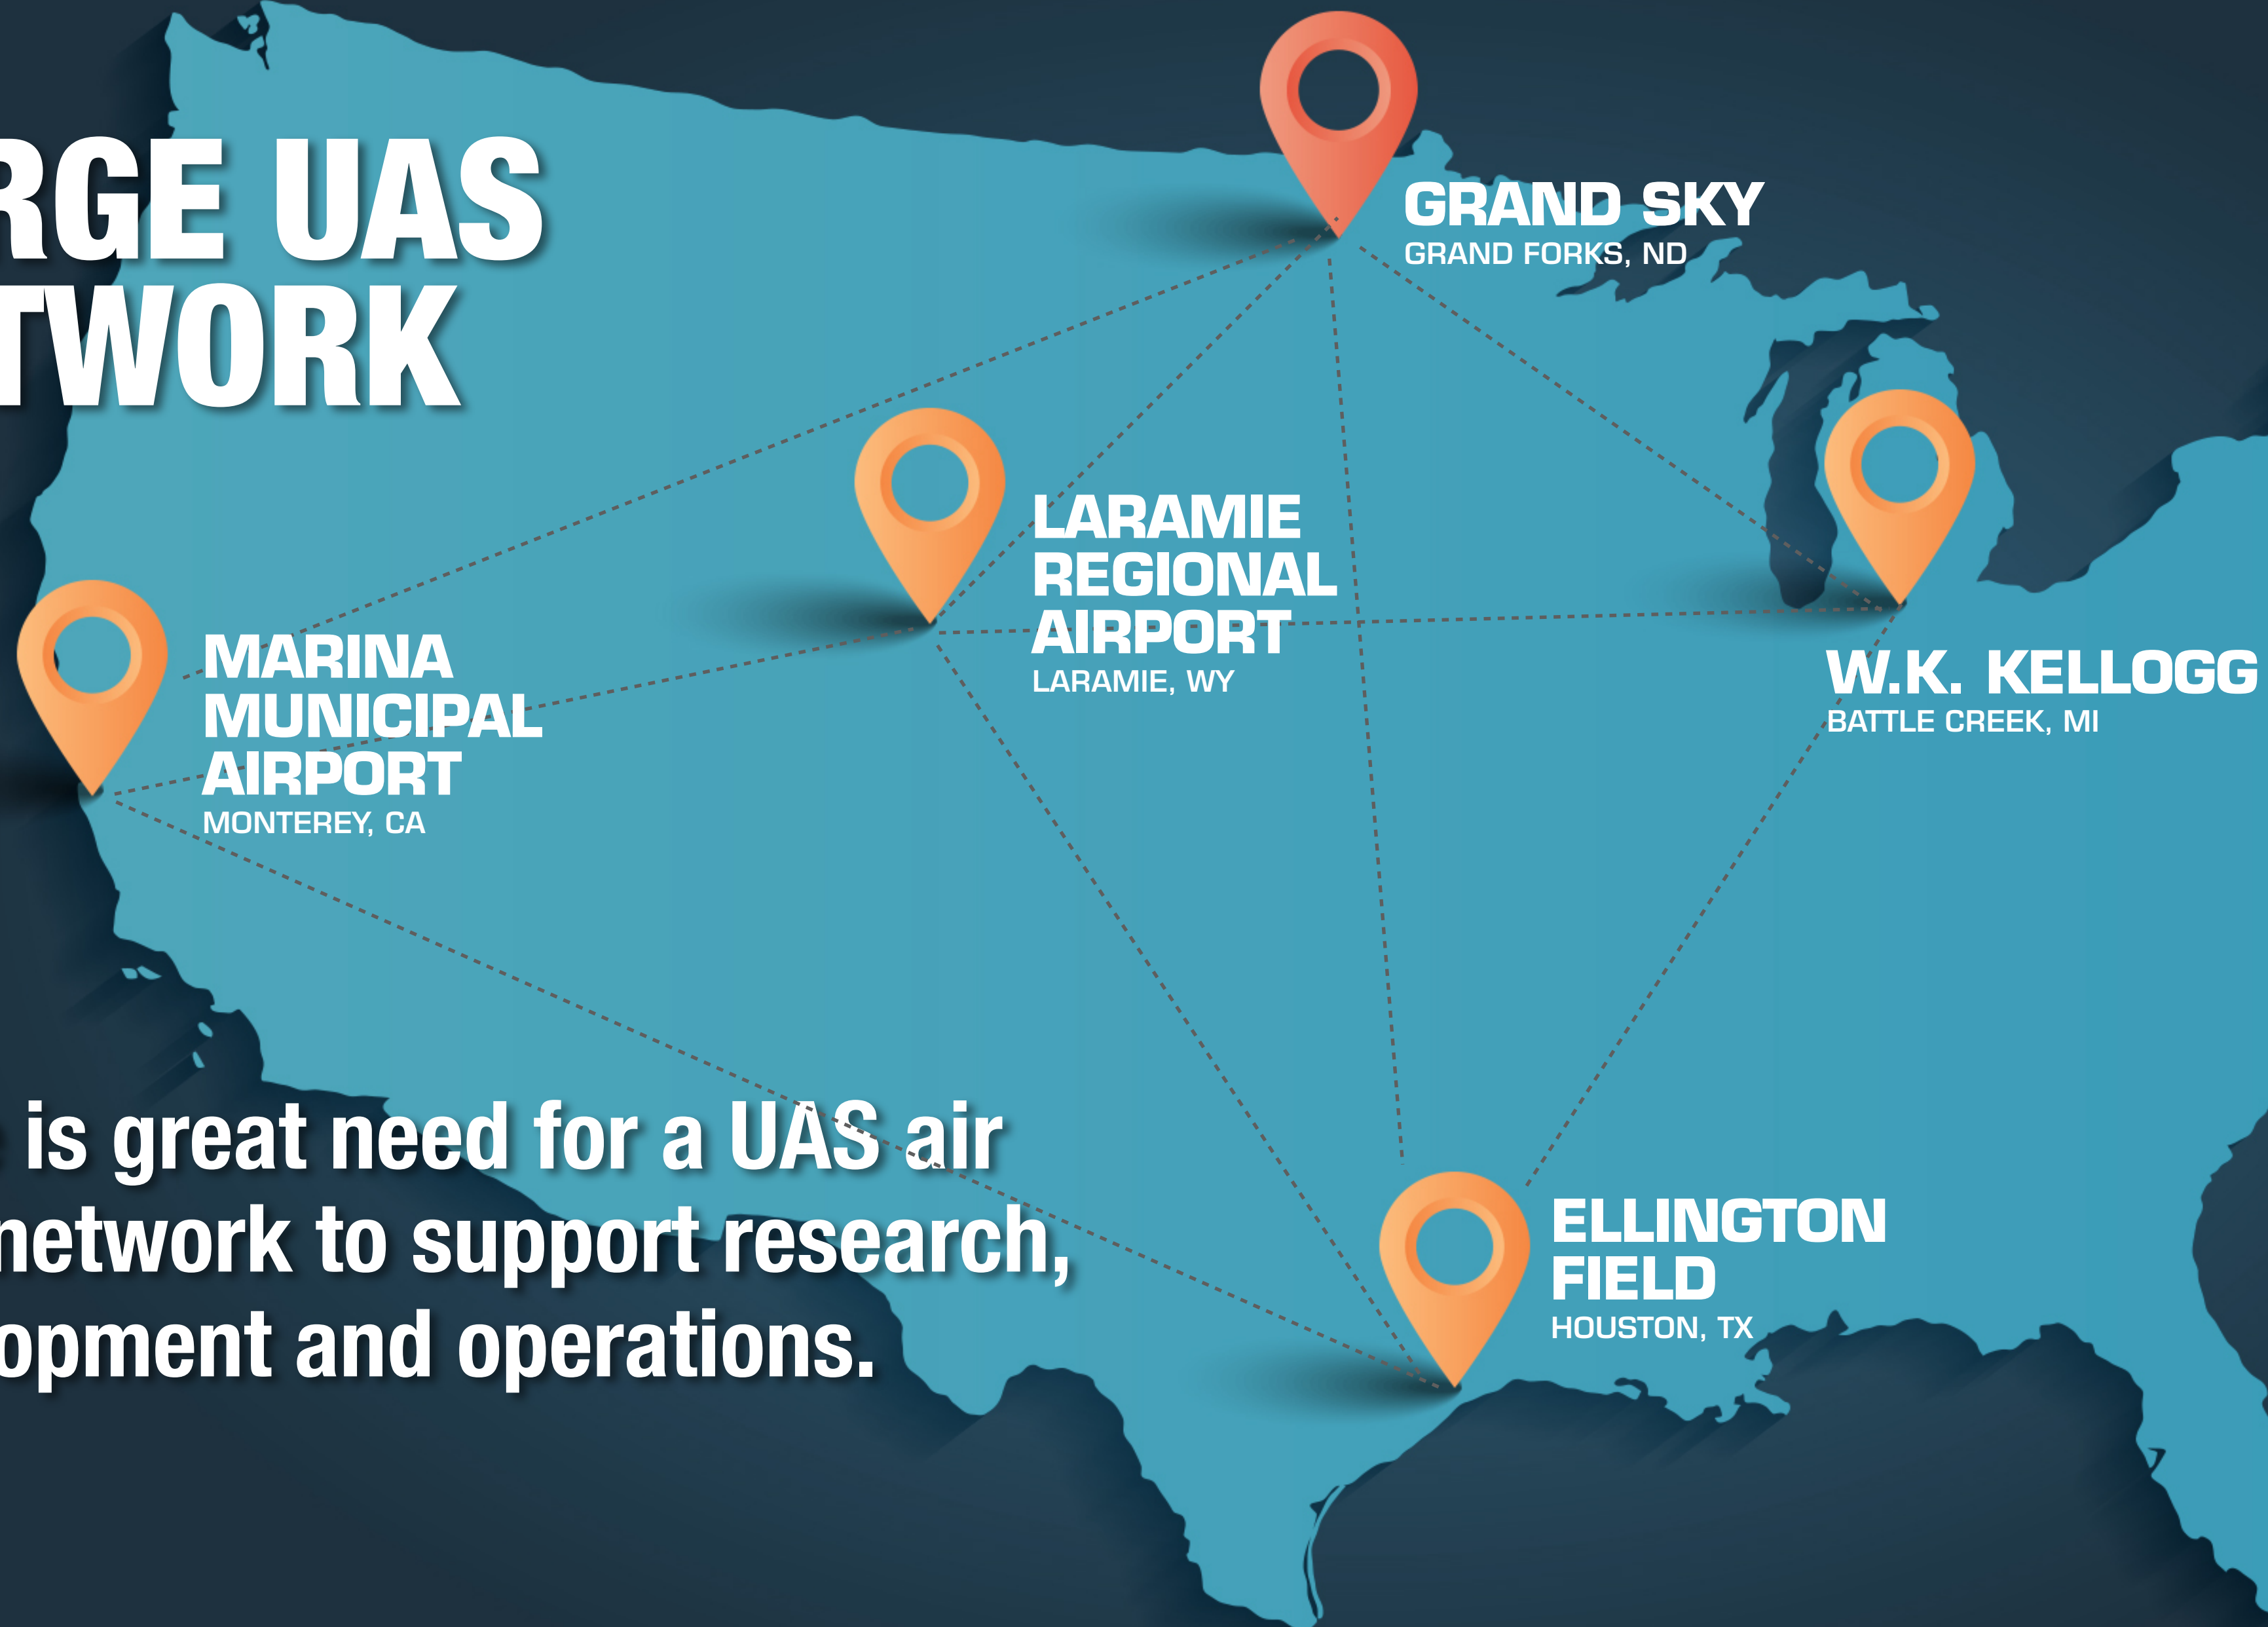 RGE UAS
TWORK
GRAND SKY
GRAND FORKS, ND
LARAMIE
REGIONAL
AIRPORT
LARAMIE, WY
MARINA
MUNICIPAL
AIRPORT
MONTEREY, CA
W.K. KELLOGG
BATTLE CREEK, MI
is great need for a UAS air
network to support research,
opment and operations.
ELLINGTON
FIELD
HOUSTON, TX